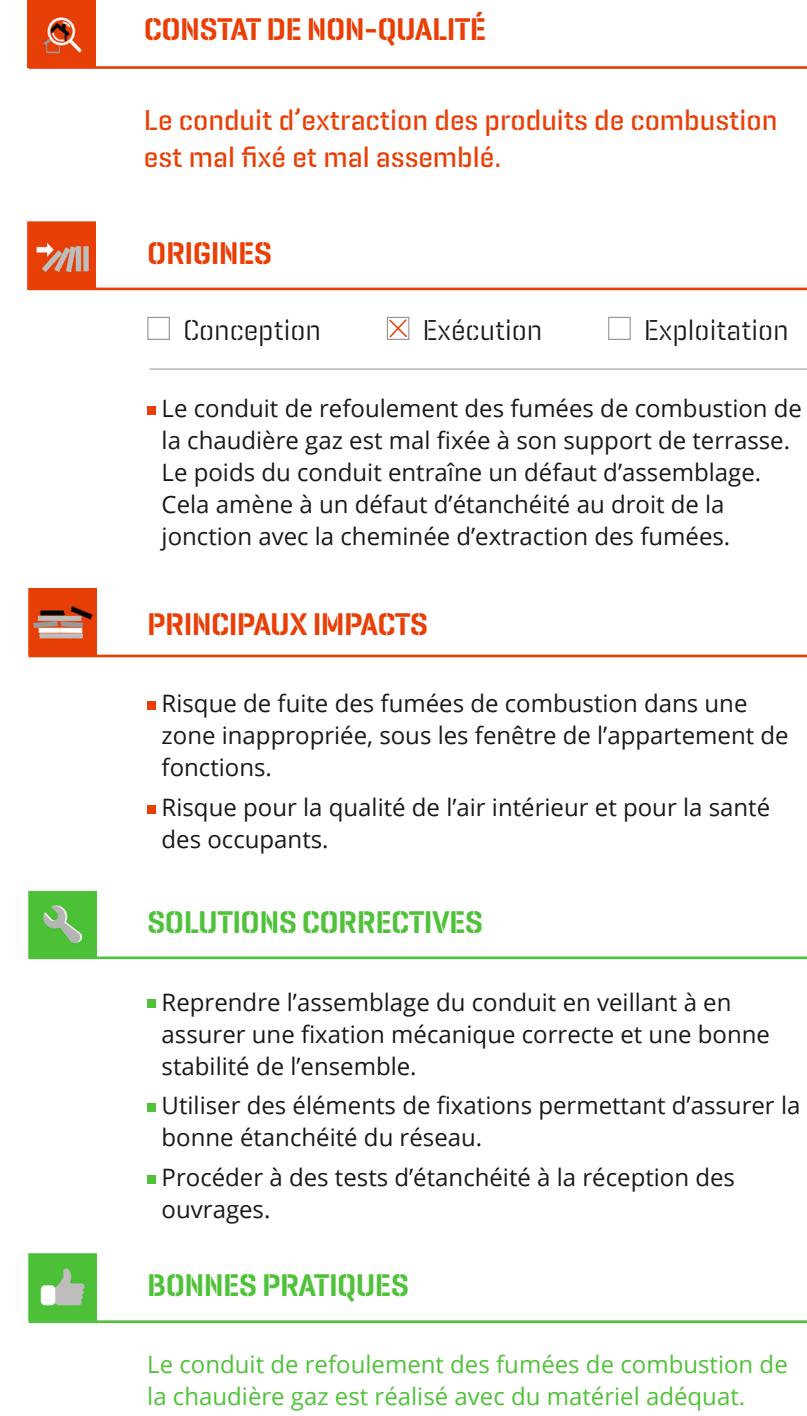 CONSTAT DE NON-QUALITÉ
Le conduit d’extraction des produits de combustion
est mal fixé et mal assemblé.
ORIGINES
Conception Exécution Exploitation
Le conduit de refoulement des fumées de combustion de
la chaudière gaz est mal fixée à son support de terrasse.
Le poids du conduit entraîne un défaut d’assemblage.
Cela amène à un défaut d’étanchéité au droit de la
jonction avec la cheminée d’extraction des fumées.
PRINCIPAUX IMPACTS
Risque de fuite des fumées de combustion dans une
zone inappropriée, sous les fenêtre de l’appartement de
fonctions.
Risque pour la qualité de l’air intérieur et pour la santé
des occupants.
SOLUTIONS CORRECTIVES
Reprendre l’assemblage du conduit en veillant à en
assurer une fixation mécanique correcte et une bonne
stabilité de l’ensemble.
Utiliser des éléments de fixations permettant d’assurer la
bonne étanchéité du réseau.
Procéder à des tests d’étanchéité à la réception des
ouvrages.
BONNES PRATIQUES
Le conduit de refoulement des fumées de combustion de
la chaudière gaz est réalisé avec du matériel adéquat.